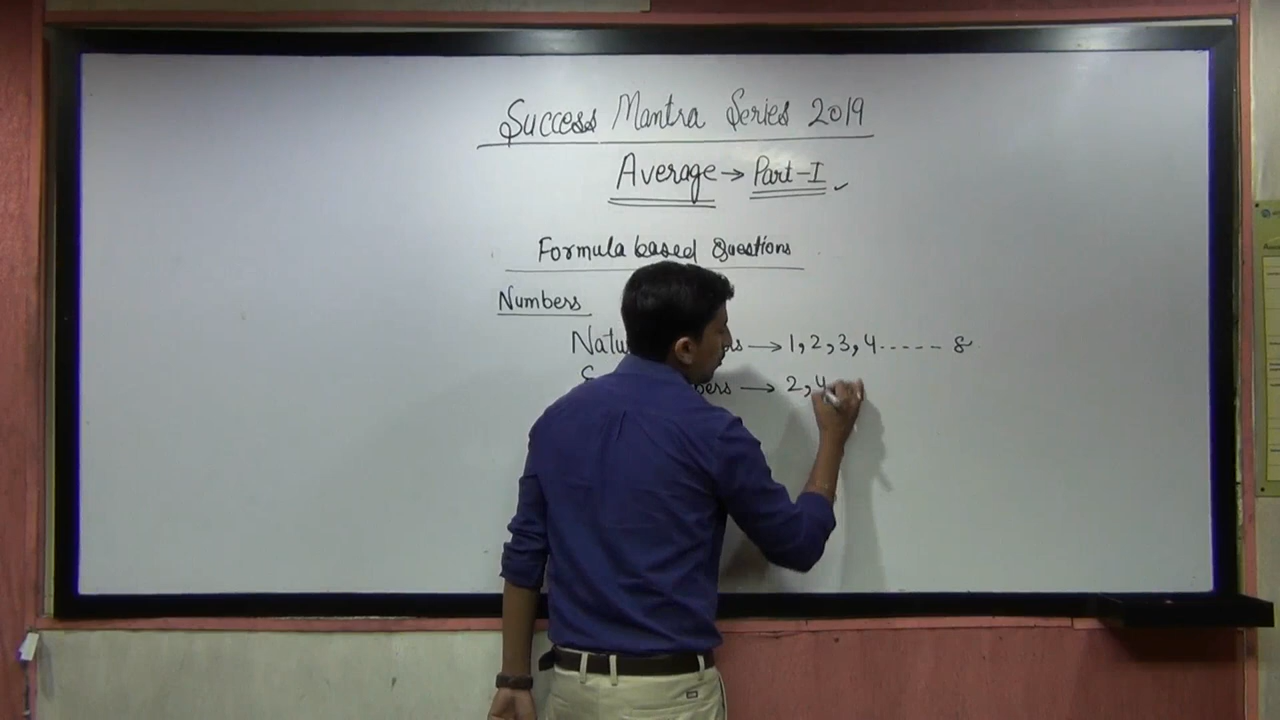 Success Mantra Series 2019
Average → Part-I ✓
Formula based Questions
Numbers
→ 1, 2, 3, 4 ----- 8
→ 2, 4